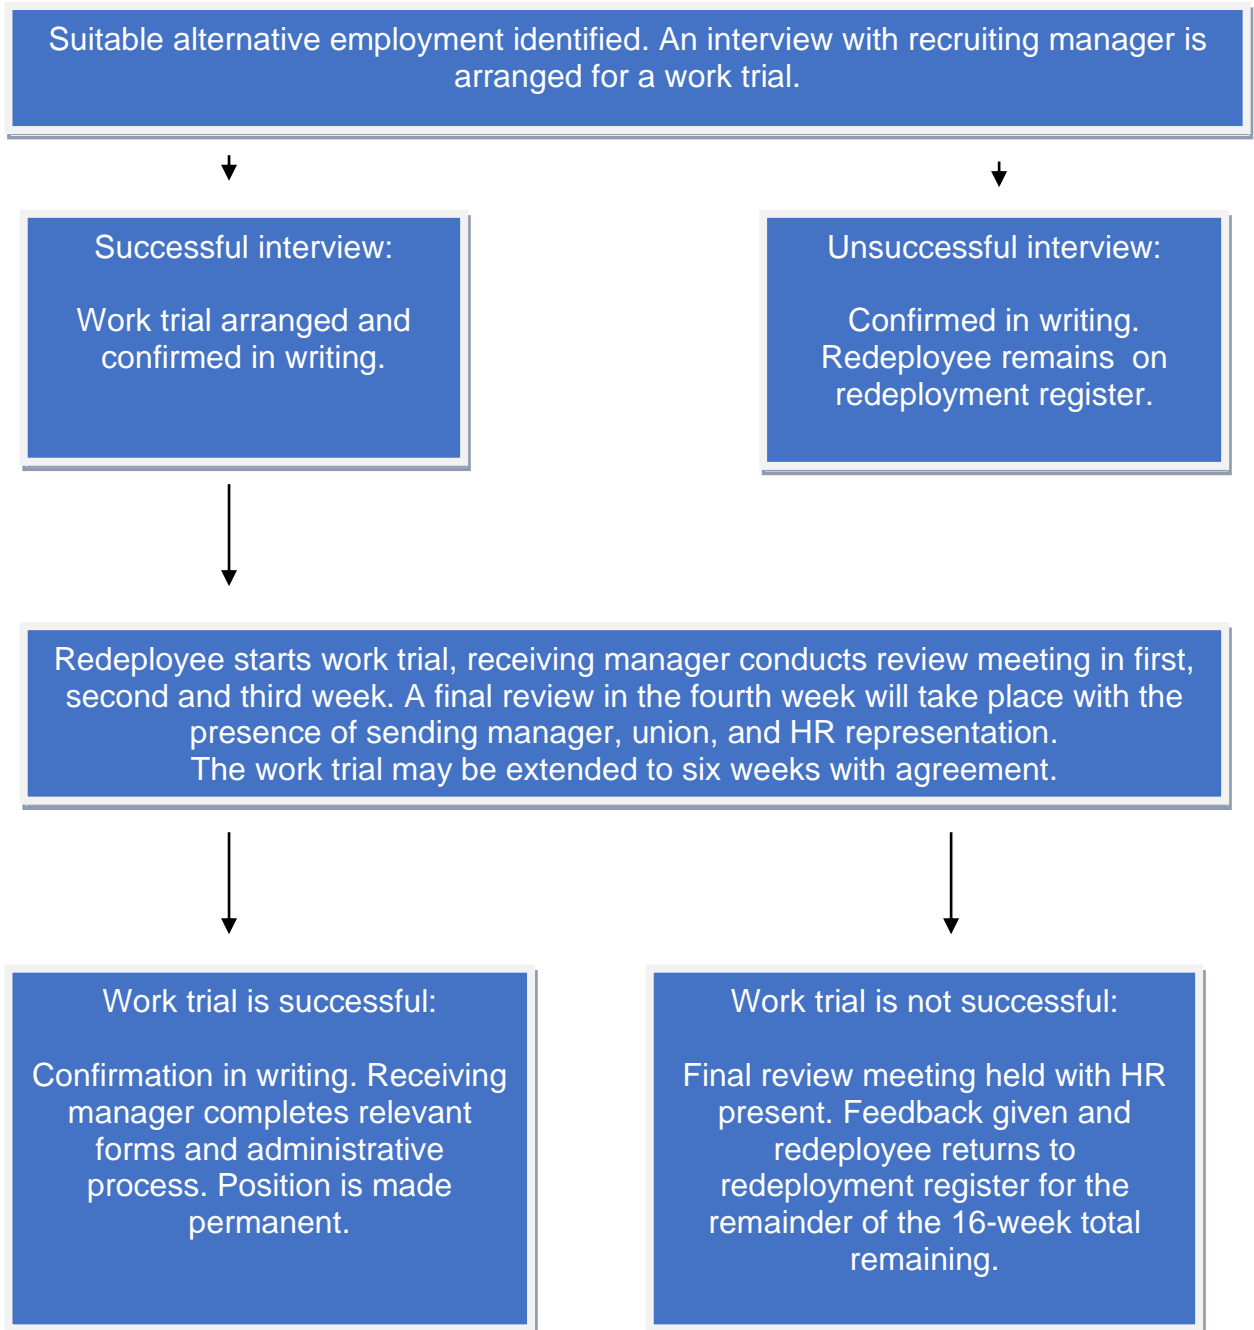 Suitable alternative employment identified. An interview with recruiting manager is
arranged for a work trial.
Successful interview:
Work trial arranged and
confirmed in writing.
Unsuccessful interview:
Confirmed in writing.
Redeployee remains  on
redeployment register.
Redeployee starts work trial, receiving manager conducts review meeting in first,
second and third week. A final review in the fourth week will take place with the
presence of sending manager, union, and HR representation.
The work trial may be extended to six weeks with agreement.
Work trial is successful:
Confirmation in writing. Receiving
manager completes relevant
forms and administrative
process. Position is made
permanent.
Work trial is not successful:
Final review meeting held with HR
present. Feedback given and
redeployee returns to
redeployment register for the
remainder of the 16-week total
remaining.